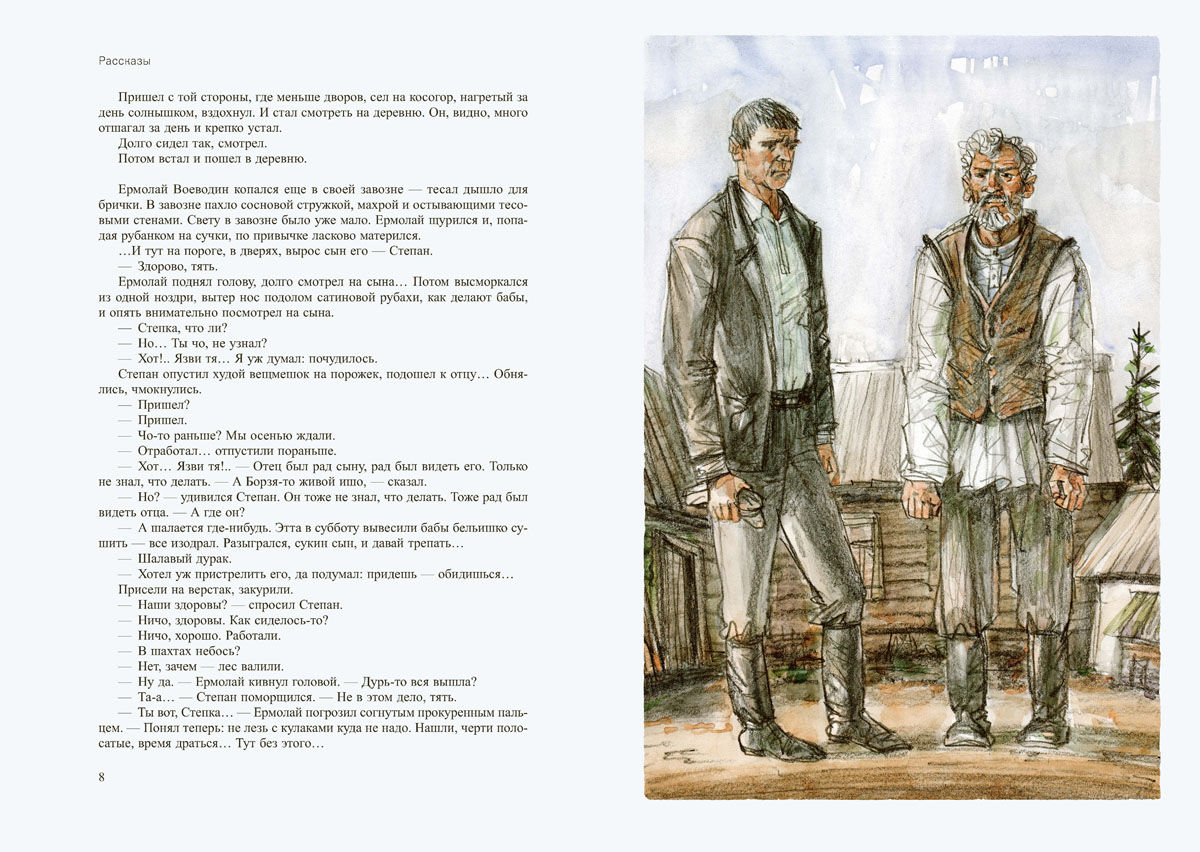 Рассказы
Пришел с той стороны, где меньше дворов, сел на косогор, нагретый за
день солнышком, вздохнул. И стал смотреть на деревню. Он, видно, много
отшагал за день и крепко устал.
Долго сидел так, смотрел.
Потом встал и пошел в деревню.
Ермолай Воеводин копался еще в своей завозне — тесал дышло для
брички. В завозне пахло сосновой стружкой, махрой и остывающими тесо-
выми стенами. Свету в завозне было уже мало. Ермолай щурился и, попа-
дая рубанком на сучки, по привычке ласково матерился.
…И тут на пороге, в дверях, вырос сын его — Степан.
— Здорово, тять.
Ермолай поднял голову, долго смотрел на сына… Потом высморкался
из одной ноздри, вытер нос подолом сатиновой рубахи, как делают бабы,
и опять внимательно посмотрел на сына.
— Степка, что ли?
— Но… Ты чо, не узнал?
— Хот!.. Язви тя… Я уж думал: почудилось.
Степан опустил худой вещмешок на порожек, подошел к отцу… Обня-
лись, чмокнулись.
— Пришел?
— Пришел.
— Чо-то раньше? Мы осенью ждали.
— Отработал… отпустили пораньше.
— Хот… Язви тя!.. — Отец был рад сыну, рад был видеть его. Только
не знал, что делать. — А Борзя-то живой ишо, — сказал.
— Но? — удивился Степан. Он тоже не знал, что делать. Тоже рад был
видеть отца. — А где он?
— А шалается где-нибудь. Этта в субботу вывесили бабы бельишко су-
шить — все изодрал. Разыгрался, сукин сын, и давай трепать…
— Шалавый дурак.
— Хотел уж пристрелить его, да подумал: придешь — обидишься…
Присели на верстак, закурили.
— Наши здоровы? — спросил Степан.
— Ничо, здоровы. Как сиделось-то?
— Ничо, хорошо. Работали.
— В шахтах небось?
— Нет, зачем — лес валили.
— Ну да. — Ермолай кивнул головой. — Дурь-то вся вышла?
— Та-а… — Степан поморщился. — Не в этом дело, тять.
— Ты вот, Степка… — Ермолай погрозил согнутым прокуренным паль-
цем. — Понял теперь: не лезь с кулаками куда не надо. Нашли, черти поло-
сатые, время драться… Тут без этого…
8